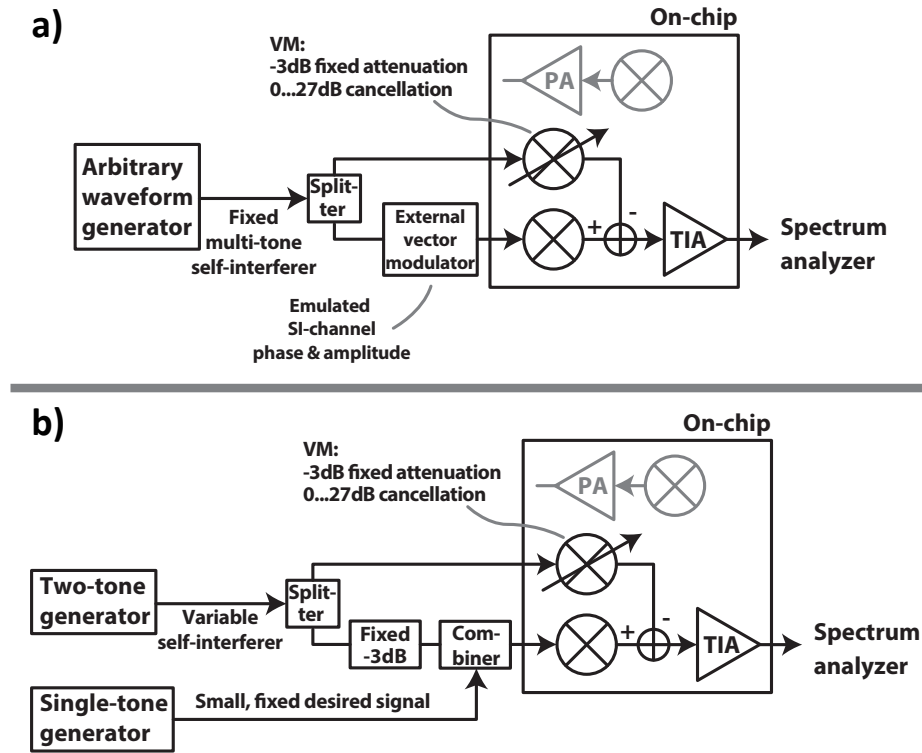 a)
On-chip
VM:
-3dB fixed attenuation
0...27dB cancellation
PA
Arbitrary
waveform
generator
Fixed
multi-tone
self-interferer
Split-
ter
External
vector
modulator
Emulated
SI-channel
phase & amplitude
+
-
TIA
Spectrum
analyzer
b)
On-chip
VM:
-3dB fixed attenuation
0...27dB cancellation
PA
Two-tone
generator
Variable
self-interferer
Split-
ter
Fixed
-3dB
Com-
biner
+
-
TIA
Spectrum
analyzer
Single-tone
generator
Small, fixed desired signal